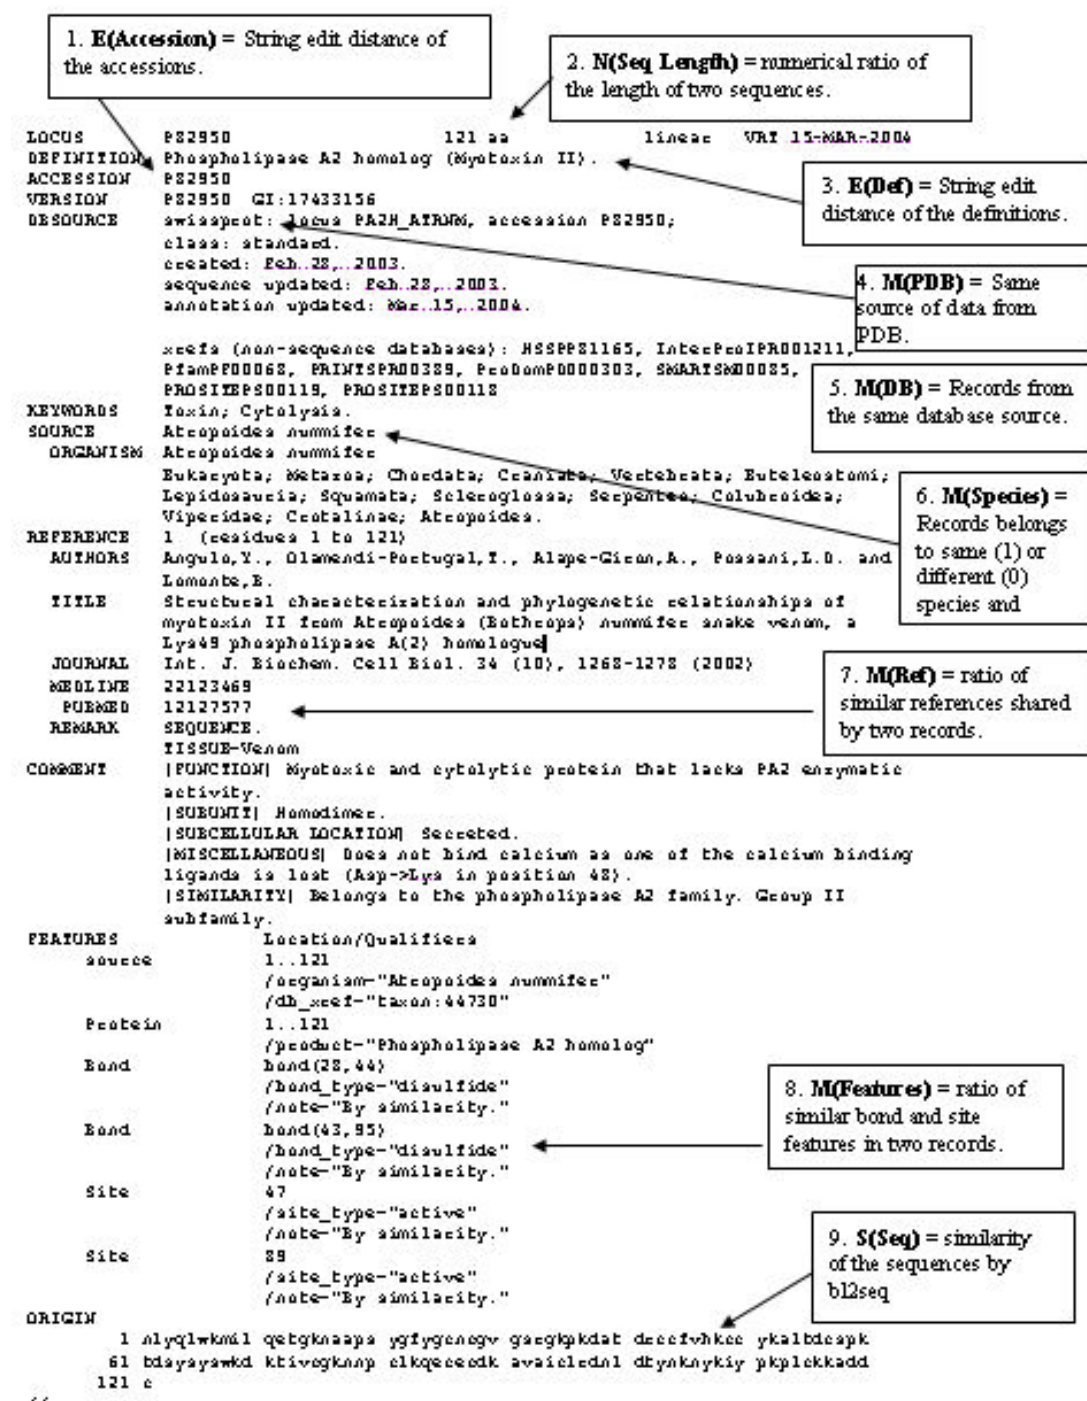 1. E(Accession) = String edit distance of
the accessions.
2. N(Seq Length) = numerical ratio of
the length of two sequences.
LOCUS P82950 121 aa linear VRT 15-MAR-2004
DEFINITION Phospholipase A2 homolog (Myotoxin II).
ACCESSION P82950
VERSION P82950 GI:17433156
DBSOURCE swissprot: locus PA2H_ATRNM, accession P82950;
class: standard.
created: Feb 28, 2003.
sequence updated: Feb 28, 2003.
annotation updated: Mar 15, 2004.
3. E(Def) = String edit
distance of the definitions.
4. M(PDB) = Same
source of data from
PDB.
xrefs (non-sequence databases): HSSPP81165, InterProIPR001211,
PfamPF00068, PRINTSPR00389, ProDomPD000303, SMARTSM00085,
PROSITEPS00119, PROSITEPS00118
5. M(DB) = Records from
the same database source.
KEYWORDS Toxin; Cytolysis.
SOURCE Atropoides nummifer
ORGANISM Atropoides nummifer
Eukaryota; Metazoa; Chordata; Craniata; Vertebrata; Euteleostomi;
Lepidosauria; Squamata; Scleroglossa; Serpentes; Colubroidea;
Viperidae; Crotalinae; Atropoides.
6. M(Species) =
Records belongs
to same (1) or
different (0)
species and
REFERENCE 1 (residues 1 to 121)
AUTHORS Angulo,Y., Olamendi-Portugal,T., Alape-Giron,A., Possani,L.D. and
Lomonte,B.
TITLE Structural characterization and phylogenetic relationships of
myotoxin II from Atropoides (Bothrops) nummifer snake venom, a
Lys49 phospholipase A(2) homologue
JOURNAL Int. J. Biochem. Cell Biol. 34 (10), 1268-1278 (2002)
MEDLINE 22123469
PUBMED 12127577
REMARK SEQUENCE.
TISSUE=Venom
7. M(Ref) = ratio of
similar references shared
by two records.
COMMENT [FUNCTION] Myotoxic and cytolytic protein that lacks PA2 enzymatic
activity.
[SUBUNIT] Homodimer.
[SUBCELLULAR LOCATION] Secreted.
[MISCELLANEOUS] Does not bind calcium as one of the calcium binding
ligands is lost (Asp->Lys in position 48).
[SIMILARITY] Belongs to the phospholipase A2 family. Group II
subfamily.
FEATURES Location/Qualifiers
source 1..121
/organism="Atropoides nummifer"
/db_xref="taxon:44730"
Protein 1..121
/product="Phospholipase A2 homolog"
Bond bond(28,44)
/bond_type="disulfide"
/note="By similarity."
Bond bond(43,95)
/bond_type="disulfide"
/note="By similarity."
Site 47
/site_type="active"
/note="By similarity."
Site 89
/site_type="active"
/note="By similarity."
8. M(Features) = ratio of
similar bond and site
features in two records.
9. S(Seq) = similarity
of the sequences by
bl2seq
ORIGIN
1 nlyqlwkmil qetgknaaps ygfygcncgv gsrgkpkdat drccfvhkcc ykaltdcspk
61 tdsysyswkd ktivcgknnp clkqececdk avaiclrdnl dtynknykiy pkplckkadd
121 c
//